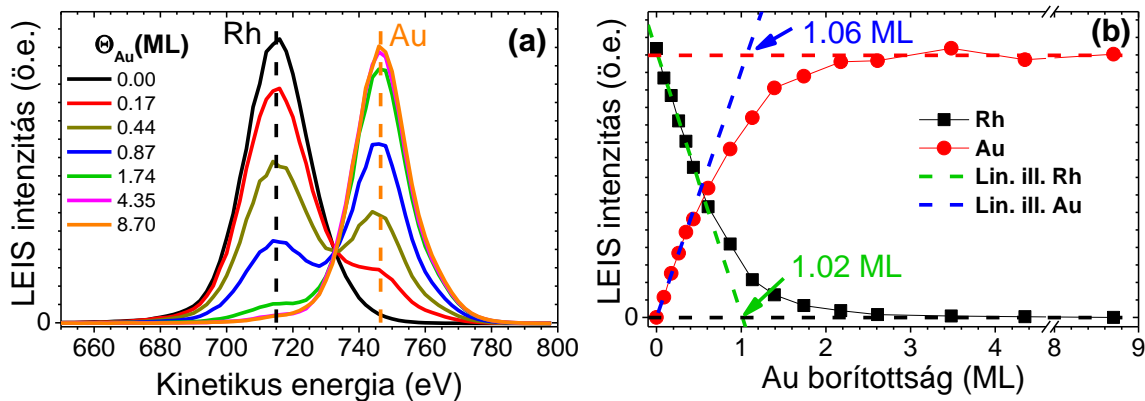 LEIS intenzitás (ö.e.)
0
Θ_Au(ML)
0.00
0.17
0.44
0.87
1.74
4.35
8.70
Rh
Au
(a)
660 680 700 720 740 760 780 800
Kinetikus energia (eV)
LEIS intenzitás (ö.e.)
0
1.06 ML
(b)
Rh
Au
Lin. ill. Rh
Lin. ill. Au
1.02 ML
0 1 2 3 4 8 9
Au borítottság (ML)